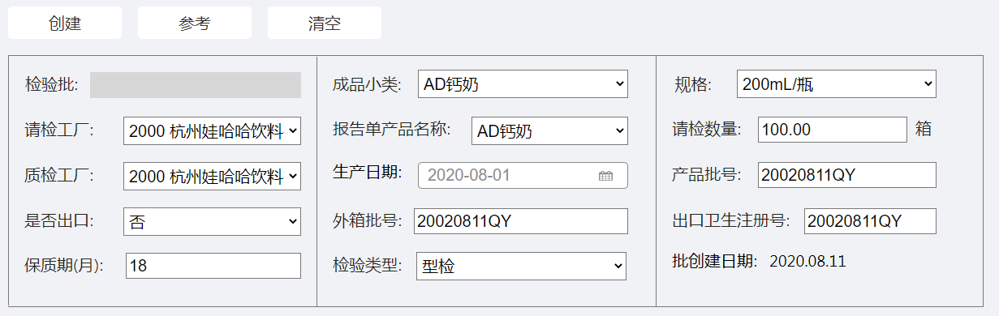 创建 参考 清空
检验批: 成品小类: AD钙奶 规格: 200mL/瓶
请检工厂: 2000 杭州娃哈哈饮料 报告单产品名称: AD钙奶 请检数量: 100.00 箱
质检工厂: 2000 杭州娃哈哈饮料 生产日期: 2020-08-01 产品批号: 20020811QY
是否出口: 否 外箱批号: 20020811QY 出口卫生注册号: 20020811QY
保质期(月): 18 检验类型: 型检 批创建日期: 2020.08.11